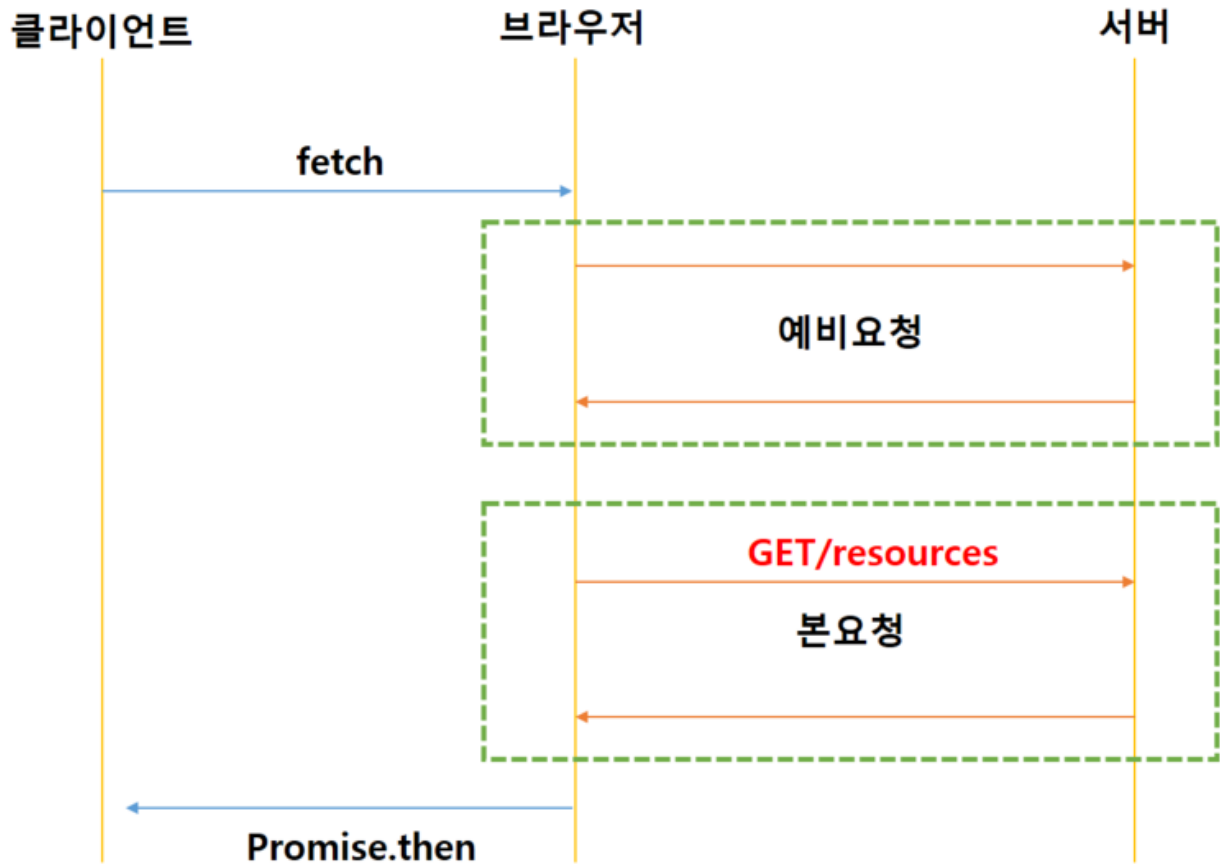 클라이언트
브라우저
서버
fetch
예비요청
GET/resources
본요청
Promise.then